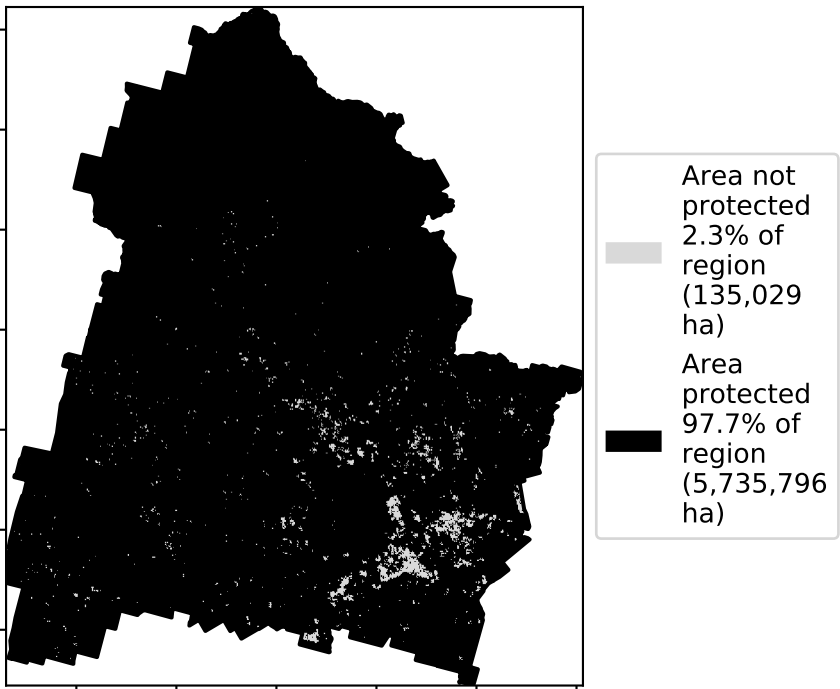 Area not
protected
2.3% of
region
(135,029
ha)
Area
protected
97.7% of
region
(5,735,796
ha)